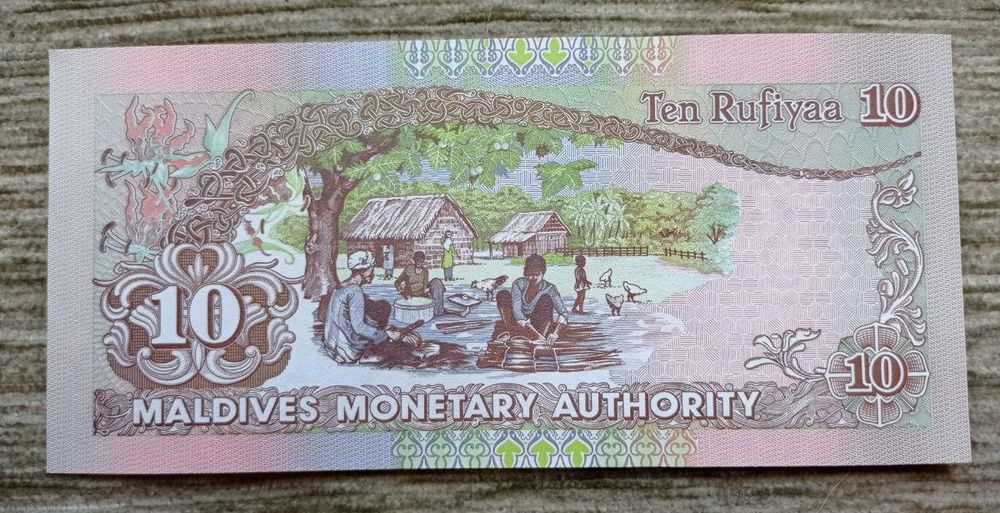 Ten Rufiyaa 10
10
10
MALDIVES MONETARY AUTHORITY